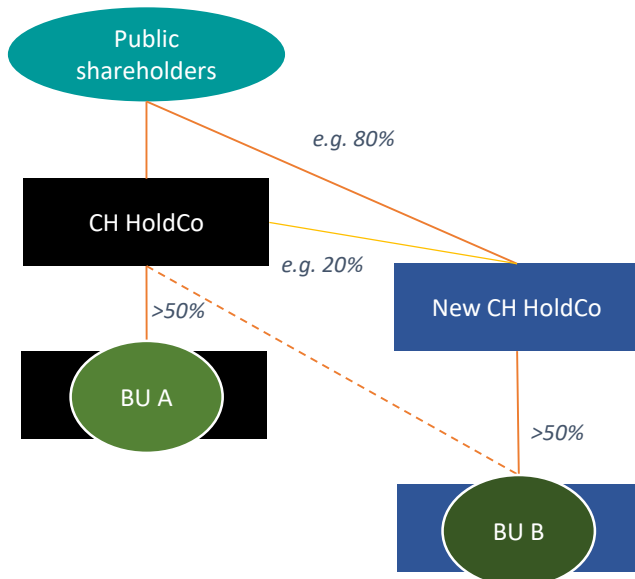 Public
shareholders
e.g. 80%
CH HoldCo
e.g. 20%
New CH HoldCo
>50%
BU A
>50%
BU B